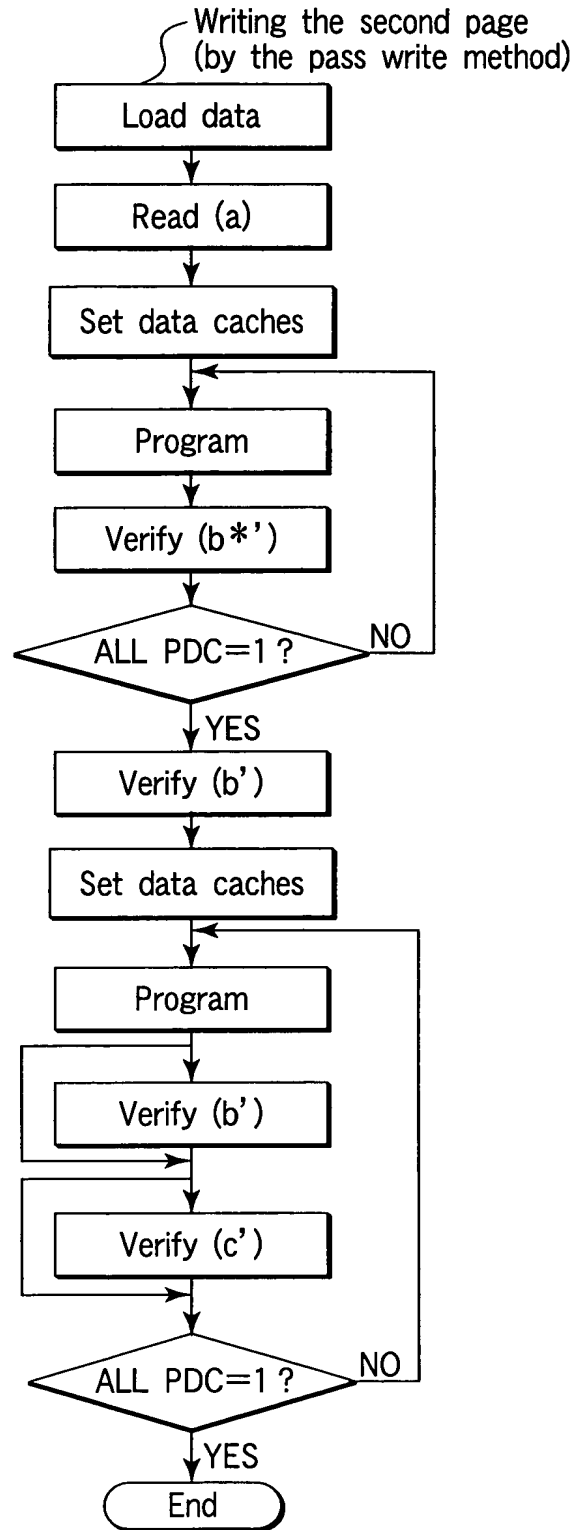 Writing the second page
(by the pass write method)
Load data
Read (a)
Set data caches
Program
Verify (b*')
ALL PDC=1?
NO
YES
Verify (b')
Set data caches
Program
Verify (b')
Verify (c')
ALL PDC=1?
NO
YES
End